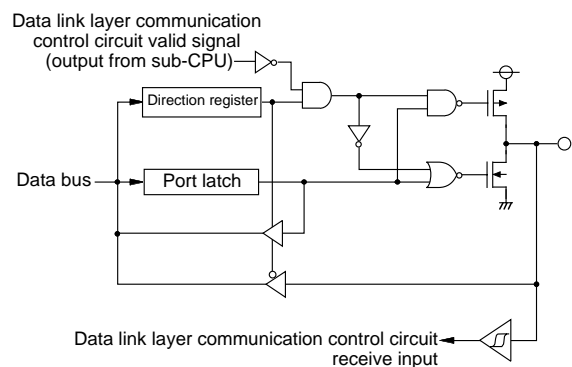 Data link layer communication
control circuit valid signal
(output from sub-CPU)
Direction register
Data bus
Port latch
Data link layer communication control circuit
receive input